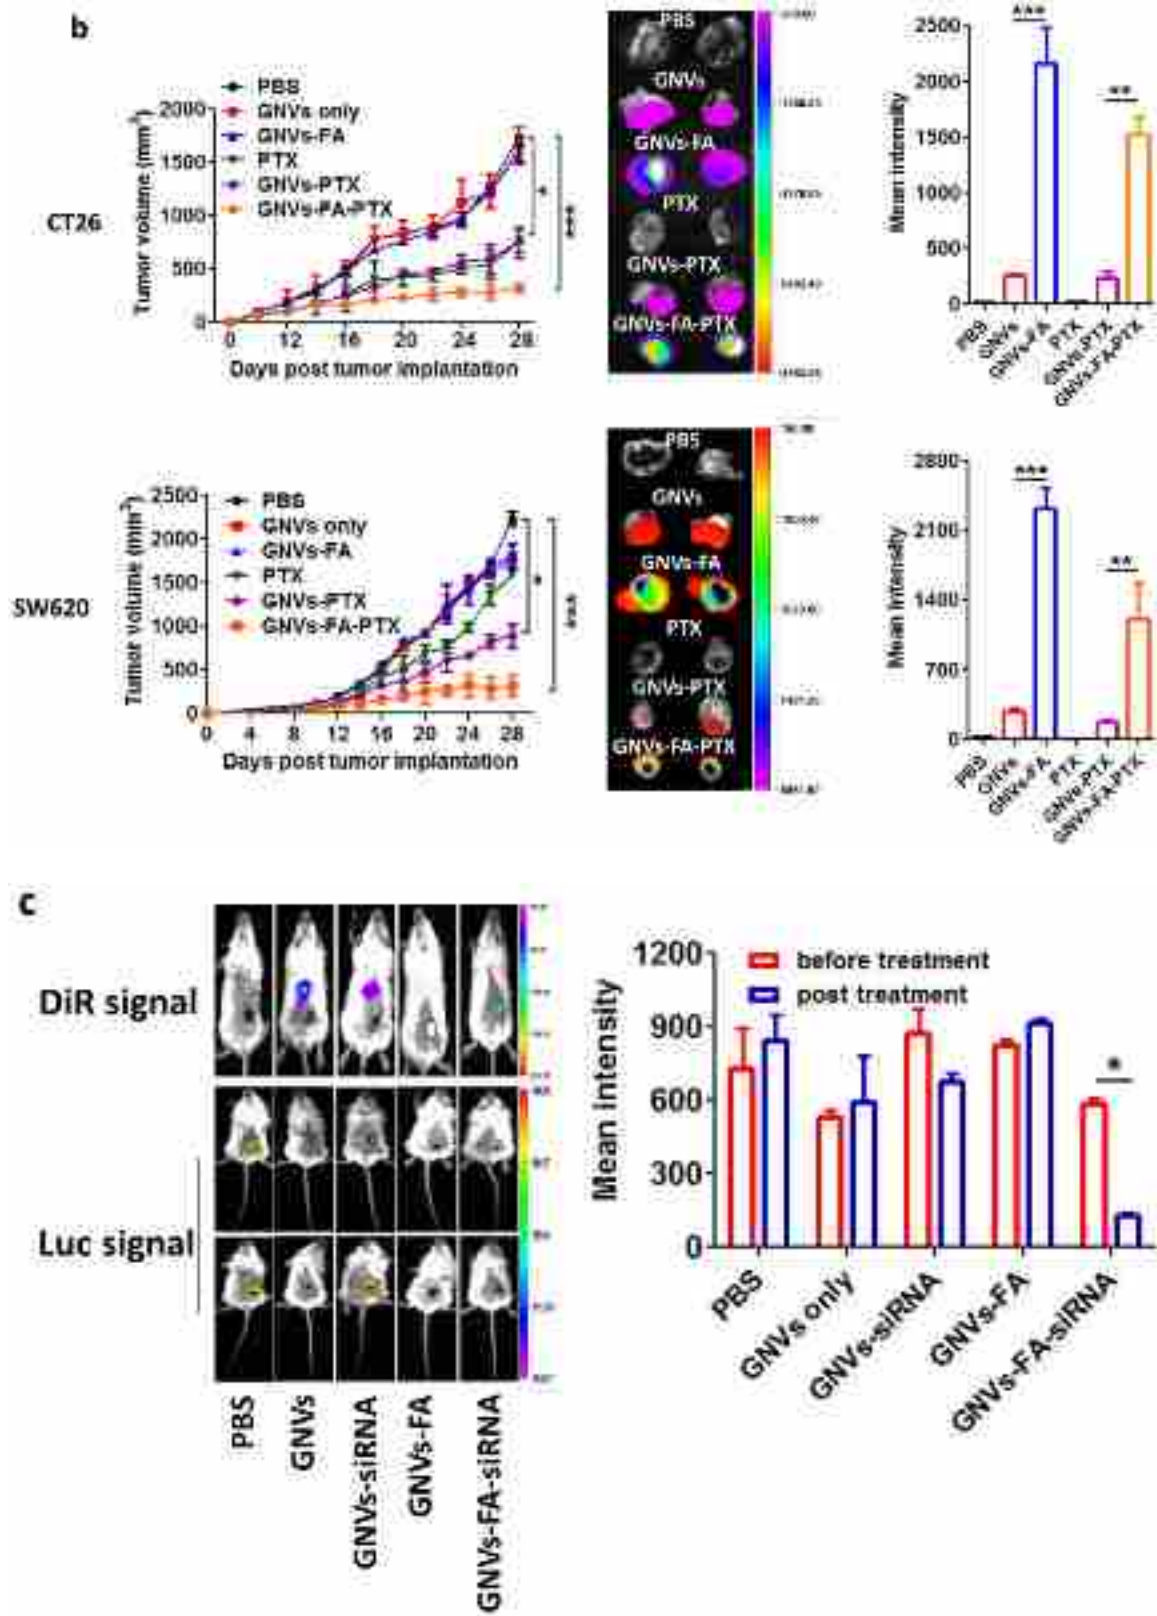 b
CT26
Tumor volume (mm³)
2000
1500
1000
500
0
PBS
GNVs only
GNVs-FA
PTX
GNVs-PTX
GNVs-FA-PTX
*
***
0 12 16 20 24 28
Days post tumor implantation
PBS
GNVs
GNVs-FA
PTX
GNVs-PTX
GNVs-FA-PTX
Mean intensity
2500
2000
1500
1000
500
0
***
**
PBS
GNVs
GNVs-FA
PTX
GNVs-PTX
GNVs-FA-PTX
SW620
Tumor volume (mm³)
2500
2000
1500
1000
500
0
PBS
GNVs only
GNVs-FA
PTX
GNVs-PTX
GNVs-FA-PTX
*
***
0 4 8 12 16 20 24 28
Days post tumor implantation
PBS
GNVs
GNVs-FA
PTX
GNVs-PTX
GNVs-FA-PTX
Mean intensity
2800
2100
1400
700
0
***
**
PBS
GNVs
GNVs-FA
PTX
GNVs-PTX
GNVs-FA-PTX
c
DiR signal
Luc signal
PBS
GNVs
GNVs-siRNA
GNVs-FA
GNVs-FA-siRNA
Mean intensity
1200
900
600
300
0
before treatment
post treatment
*
PBS
GNVs only
GNVs-siRNA
GNVs-FA
GNVs-FA-siRNA